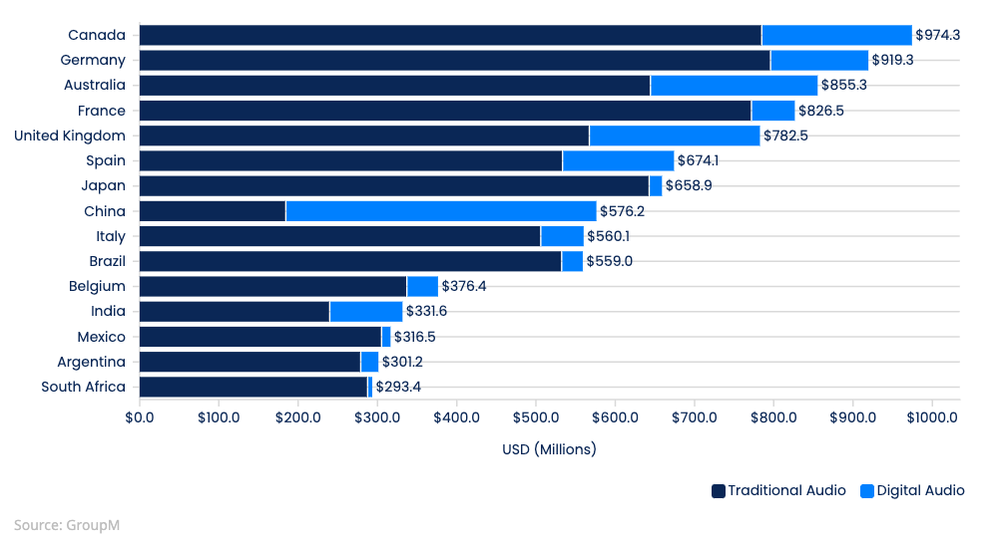 Canada $974.3
Germany $919.3
Australia $855.3
France $826.5
United Kingdom $782.5
Spain $674.1
Japan $658.9
China $576.2
Italy $560.1
Brazil $559.0
Belgium $376.4
India $331.6
Mexico $316.5
Argentina $301.2
South Africa $293.4
$0.0 $100.0 $200.0 $300.0 $400.0 $500.0 $600.0 $700.0 $800.0 $900.0 $1000.0
USD (Millions)
Traditional Audio Digital Audio
Source: GroupM